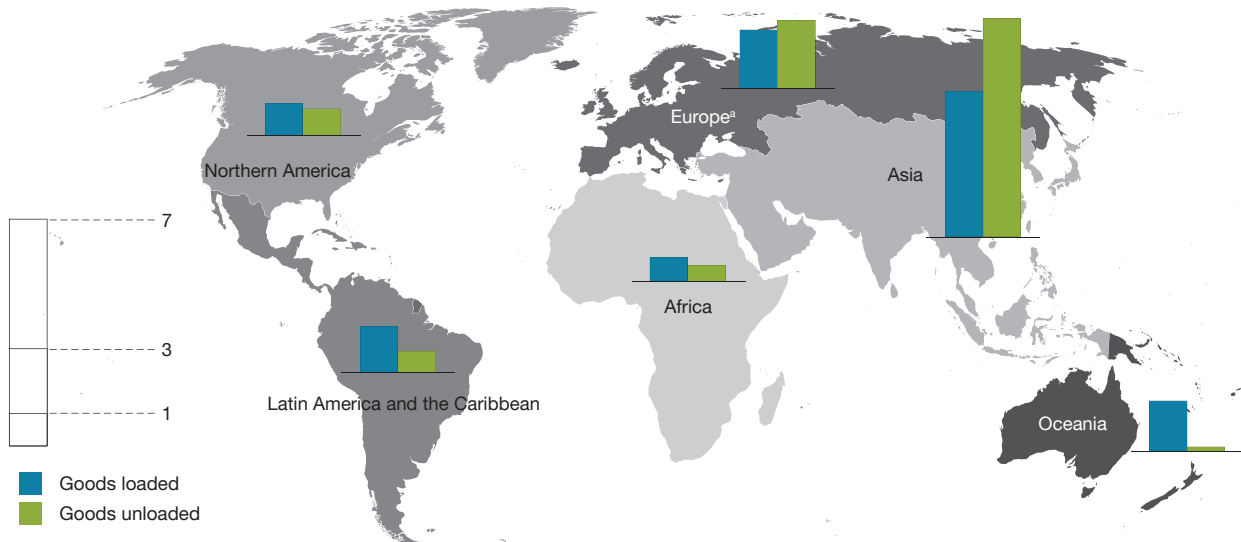 Europeᵃ
Northern America
Asia
7
Africa
3
Latin America and the Caribbean
1
Oceania
Goods loaded
Goods unloaded